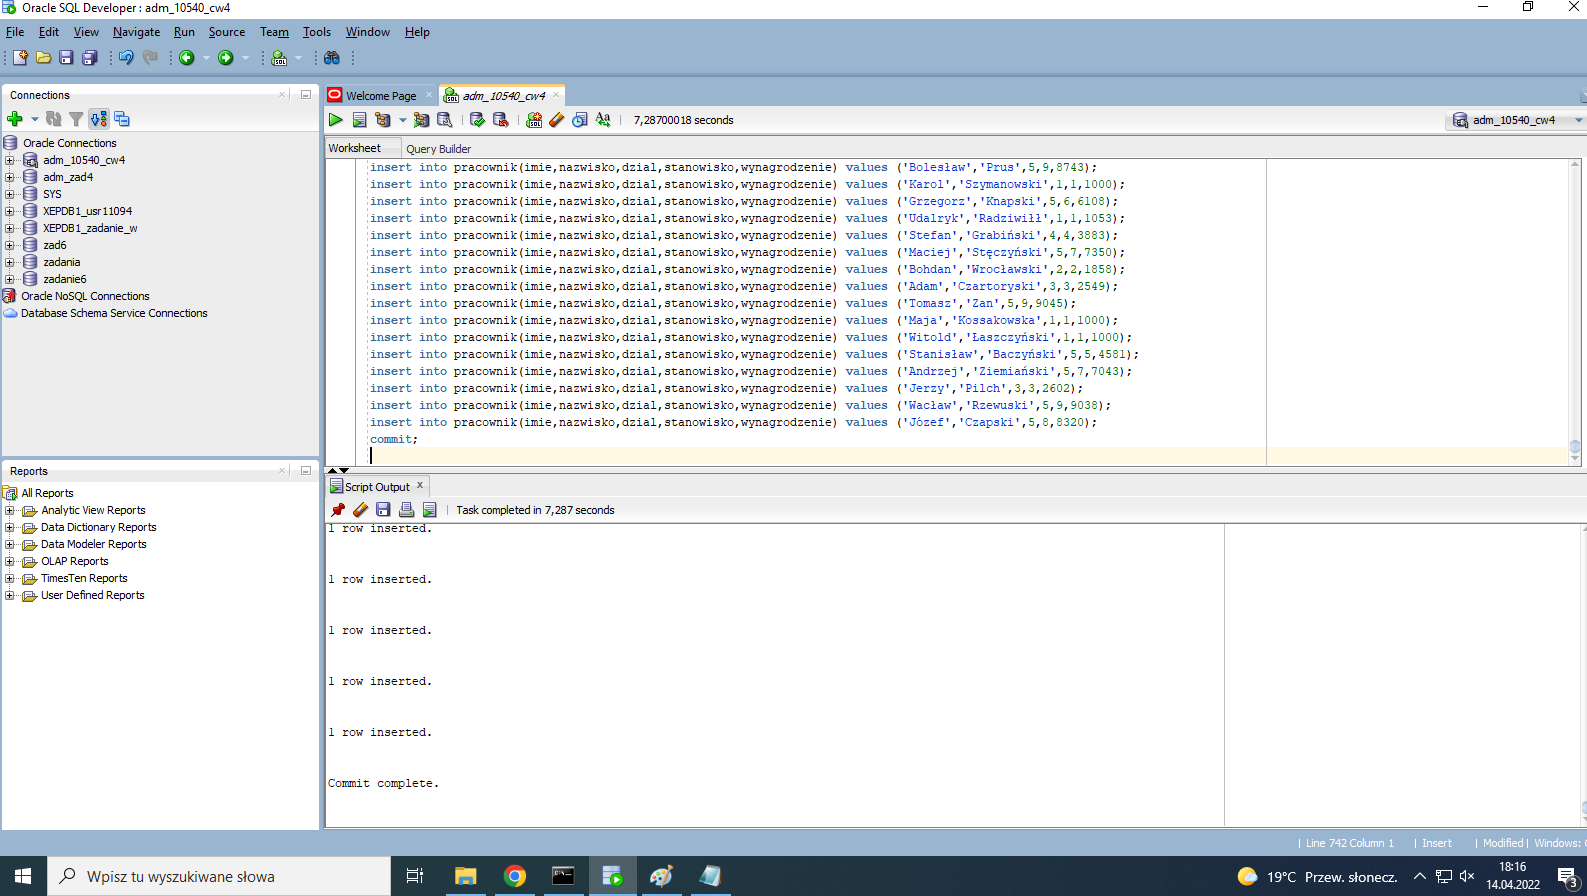 Oracle SQL Developer : adm_10540_cw4
File Edit View Navigate Run Source Team Tools Window Help
Connections
Oracle Connections
adm_10540_cw4
adm_zad4
SYS
XEPDB1_usr11094
XEPDB1_zadanie_w
zad6
zadania
zadanie6
Oracle NoSQL Connections
Database Schema Service Connections
Reports
All Reports
Analytic View Reports
Data Dictionary Reports
Data Modeler Reports
OLAP Reports
TimesTen Reports
User Defined Reports
Welcome Page
adm_10540_cw4
7,28700018 seconds
adm_10540_cw4
Worksheet Query Builder
insert into pracownik(imie,nazwisko,dzial,stanowisko,wynagrodzenie) values ('Bolesław','Prus',5,9,8743);
insert into pracownik(imie,nazwisko,dzial,stanowisko,wynagrodzenie) values ('Karol','Szymanowski',1,1,1000);
insert into pracownik(imie,nazwisko,dzial,stanowisko,wynagrodzenie) values ('Grzegorz','Knapski',5,6,6108);
insert into pracownik(imie,nazwisko,dzial,stanowisko,wynagrodzenie) values ('Udalryk','Radziwiłł',1,1,1053);
insert into pracownik(imie,nazwisko,dzial,stanowisko,wynagrodzenie) values ('Stefan','Grabiński',4,4,3883);
insert into pracownik(imie,nazwisko,dzial,stanowisko,wynagrodzenie) values ('Maciej','Stęczyński',5,7,7350);
insert into pracownik(imie,nazwisko,dzial,stanowisko,wynagrodzenie) values ('Bohdan','Wrocławski',2,2,1858);
insert into pracownik(imie,nazwisko,dzial,stanowisko,wynagrodzenie) values ('Adam','Czartoryski',3,3,2549);
insert into pracownik(imie,nazwisko,dzial,stanowisko,wynagrodzenie) values ('Tomasz','Zan',5,9,9045);
insert into pracownik(imie,nazwisko,dzial,stanowisko,wynagrodzenie) values ('Maja','Kossakowska',1,1,1000);
insert into pracownik(imie,nazwisko,dzial,stanowisko,wynagrodzenie) values ('Witold','Łaszczyński',1,1,1000);
insert into pracownik(imie,nazwisko,dzial,stanowisko,wynagrodzenie) values ('Stanisław','Baczyński',5,5,4581);
insert into pracownik(imie,nazwisko,dzial,stanowisko,wynagrodzenie) values ('Andrzej','Ziemiański',5,7,7043);
insert into pracownik(imie,nazwisko,dzial,stanowisko,wynagrodzenie) values ('Jerzy','Pilch',3,3,2602);
insert into pracownik(imie,nazwisko,dzial,stanowisko,wynagrodzenie) values ('Wacław','Rzewuski',5,9,9038);
insert into pracownik(imie,nazwisko,dzial,stanowisko,wynagrodzenie) values ('Józef','Czapski',5,8,8320);
commit;
Script Output
Task completed in 7,287 seconds
1 row inserted.
1 row inserted.
1 row inserted.
1 row inserted.
1 row inserted.
Commit complete.
Line 742 Column 1 | Insert | Modified | Windows:
Wpisz tu wyszukiwane słowa
19°C Przew. słonecz.
18:16
14.04.2022
3